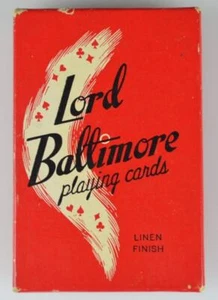 Lord
Baltimore
playing cards
LINEN
FINISH